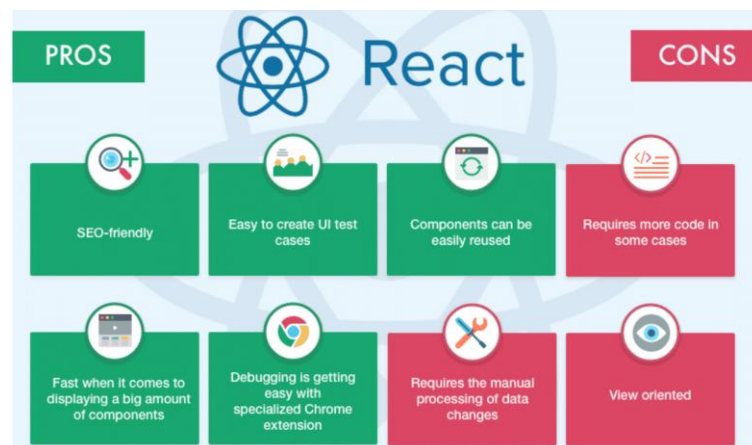 PROS
React
CONS
SEO-friendly
Easy to create UI test
cases
Components can be
easily reused
Requires more code in
some cases
Fast when it comes to
displaying a big amount
of components
Debugging is getting
easy with
specialized Chrome
extension
Requires the manual
processing of data
changes
View oriented